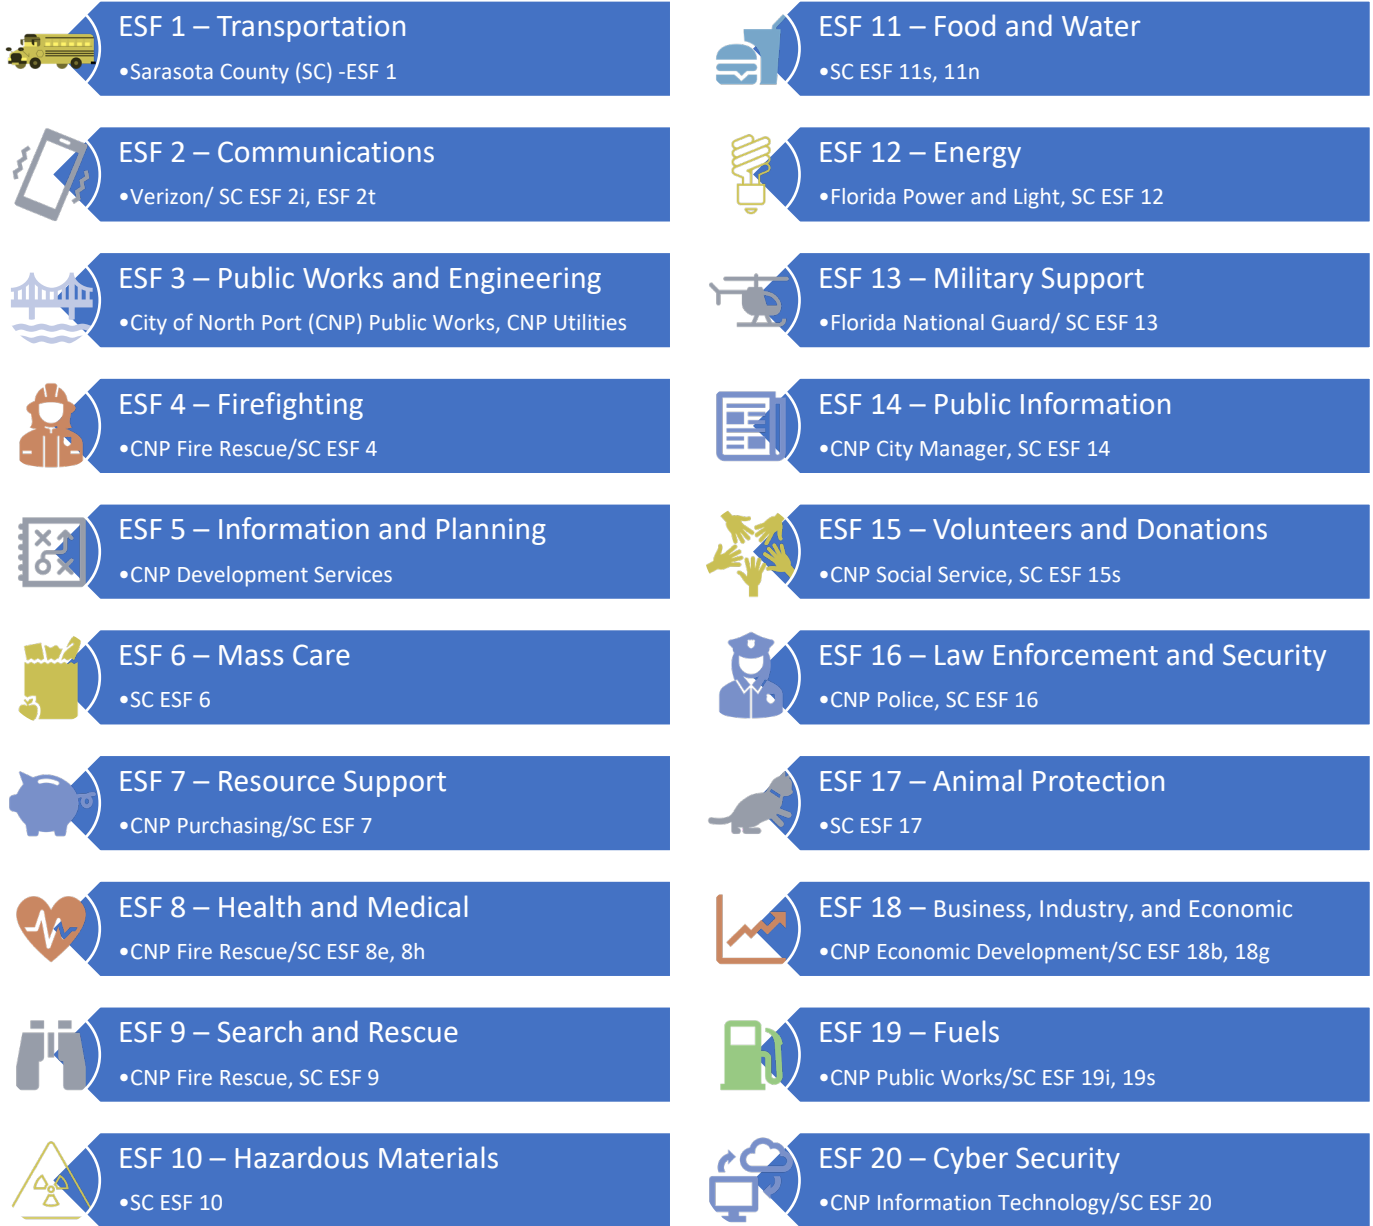 ESF 1 – Transportation
•Sarasota County (SC) -ESF 1
ESF 2 – Communications
•Verizon/ SC ESF 2i, ESF 2t
ESF 3 – Public Works and Engineering
•City of North Port (CNP) Public Works, CNP Utilities
ESF 4 – Firefighting
•CNP Fire Rescue/SC ESF 4
ESF 5 – Information and Planning
•CNP Development Services
ESF 6 – Mass Care
•SC ESF 6
ESF 7 – Resource Support
•CNP Purchasing/SC ESF 7
ESF 8 – Health and Medical
•CNP Fire Rescue/SC ESF 8e, 8h
ESF 9 – Search and Rescue
•CNP Fire Rescue, SC ESF 9
ESF 10 – Hazardous Materials
•SC ESF 10
ESF 11 – Food and Water
•SC ESF 11s, 11n
ESF 12 – Energy
•Florida Power and Light, SC ESF 12
ESF 13 – Military Support
•Florida National Guard/ SC ESF 13
ESF 14 – Public Information
•CNP City Manager, SC ESF 14
ESF 15 – Volunteers and Donations
•CNP Social Service, SC ESF 15s
ESF 16 – Law Enforcement and Security
•CNP Police, SC ESF 16
ESF 17 – Animal Protection
•SC ESF 17
ESF 18 – Business, Industry, and Economic
•CNP Economic Development/SC ESF 18b, 18g
ESF 19 – Fuels
•CNP Public Works/SC ESF 19i, 19s
ESF 20 – Cyber Security
•CNP Information Technology/SC ESF 20